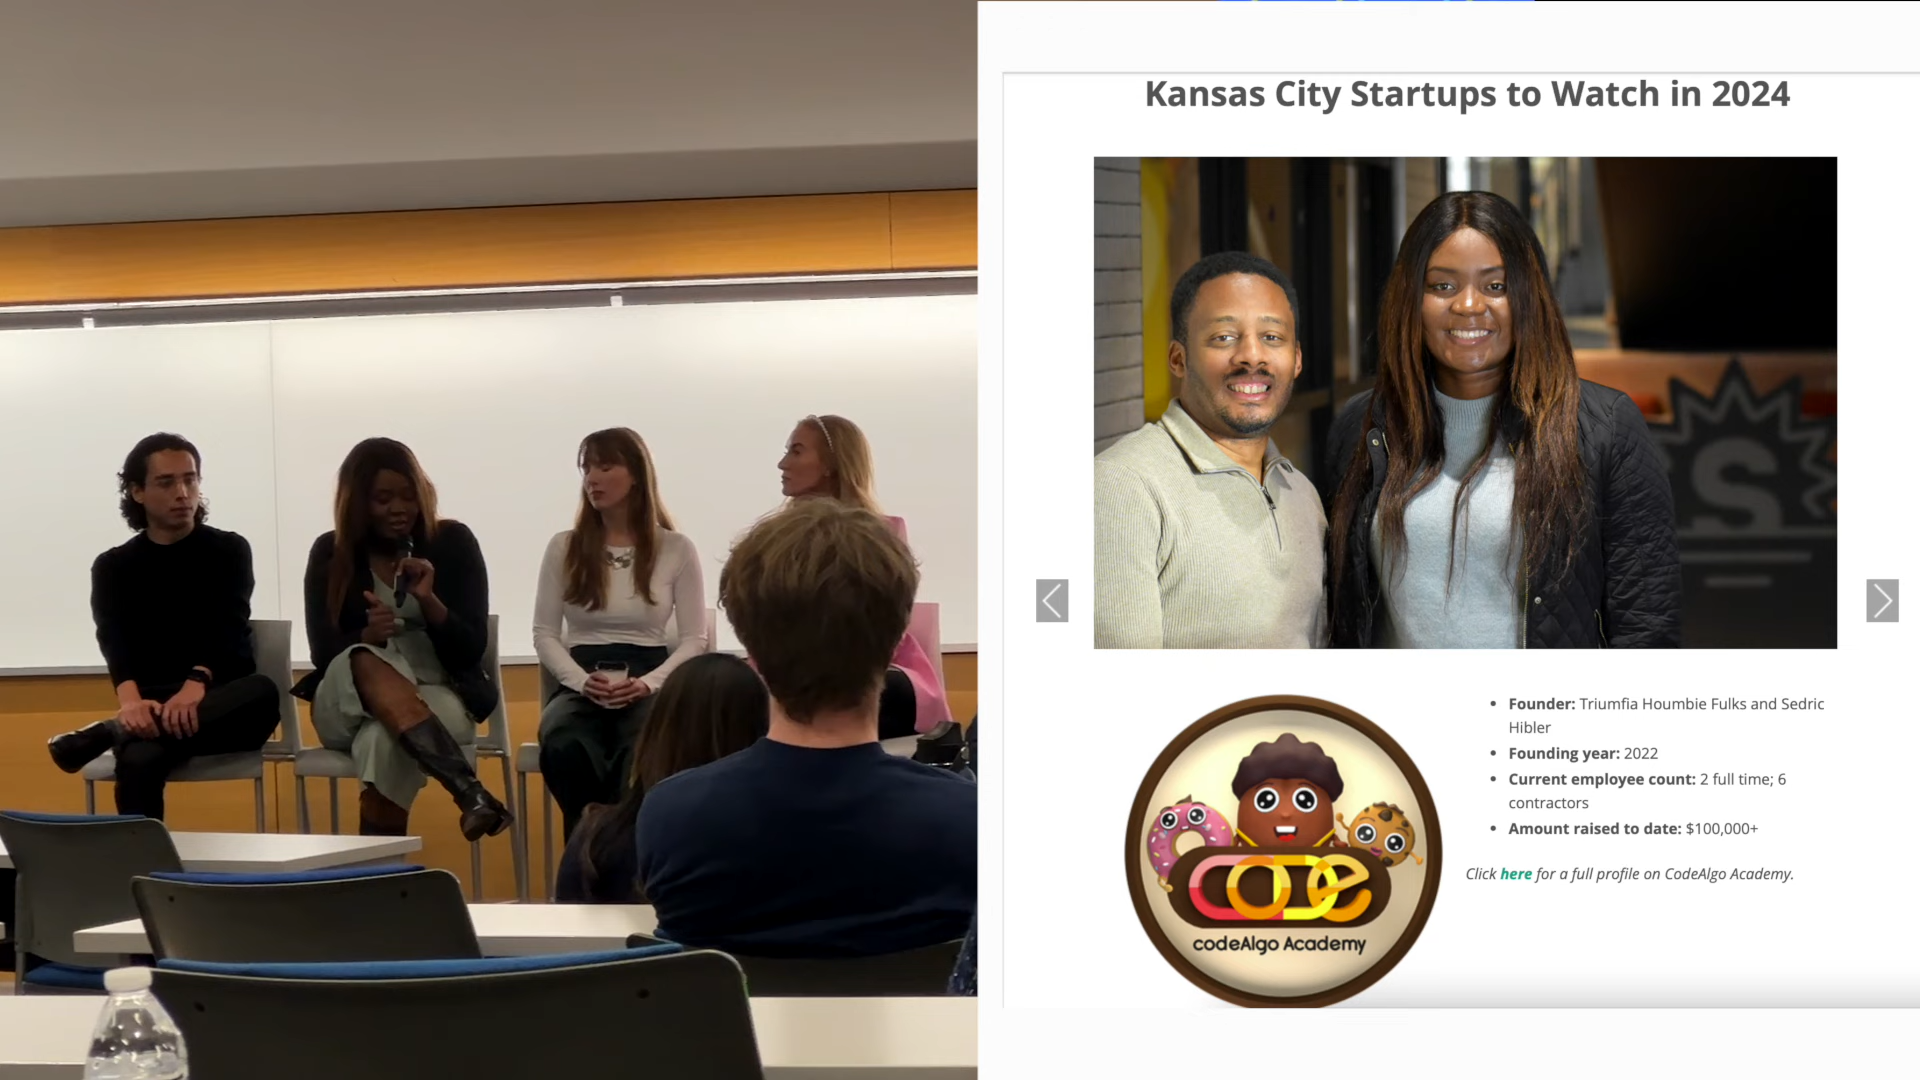 Kansas City Startups to Watch in 2024
S
Founder: Triumfia Houmbie Fulks and Sedric
Hibler
Founding year: 2022
Current employee count: 2 full time; 6
contractors
Amount raised to date: $100,000+
Click here for a full profile on CodeAlgo Academy.
CODe
codeAlgo Academy